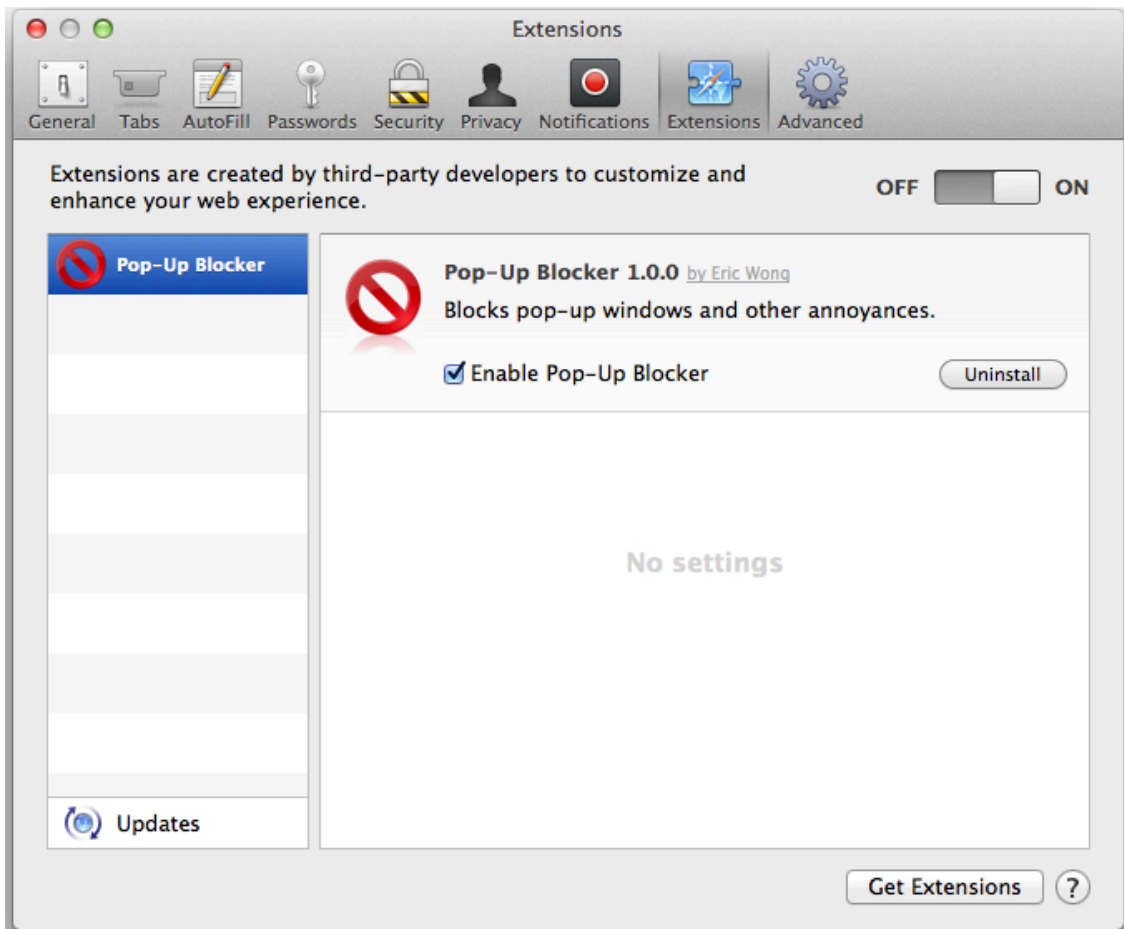 Extensions
General Tabs AutoFill Passwords Security Privacy Notifications Extensions Advanced
Extensions are created by third-party developers to customize and
enhance your web experience.
OFF ON
Pop-Up Blocker
Pop-Up Blocker 1.0.0 by Eric Wong
Blocks pop-up windows and other annoyances.
Enable Pop-Up Blocker
Uninstall
No settings
Updates
Get Extensions ?